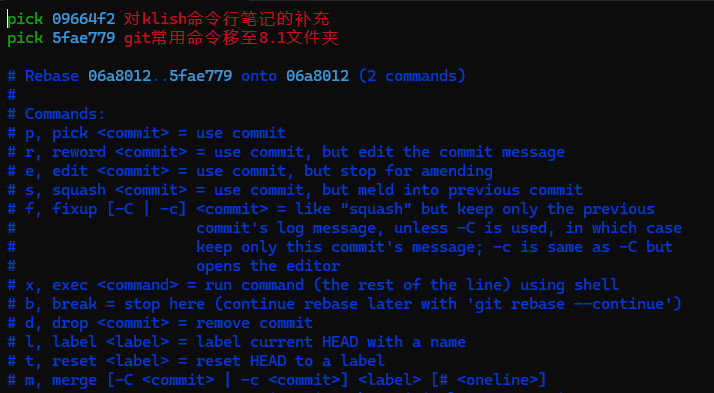 pick 09664f2 对klish命令行笔记的补充
pick 5fae779 git常用命令移至8.1文件夹
# Rebase 06a8012..5fae779 onto 06a8012 (2 commands)
#
# Commands:
# p, pick <commit> = use commit
# r, reword <commit> = use commit, but edit the commit message
# e, edit <commit> = use commit, but stop for amending
# s, squash <commit> = use commit, but meld into previous commit
# f, fixup [-C | -c] <commit> = like "squash" but keep only the previous
#                    commit's log message, unless -C is used, in which case
#                    keep only this commit's message; -c is same as -C but
#                    opens the editor
# x, exec <command> = run command (the rest of the line) using shell
# b, break = stop here (continue rebase later with 'git rebase --continue')
# d, drop <commit> = remove commit
# l, label <label> = label current HEAD with a name
# t, reset <label> = reset HEAD to a label
# m, merge [-C <commit> | -c <commit>] <label> [# <oneline>]